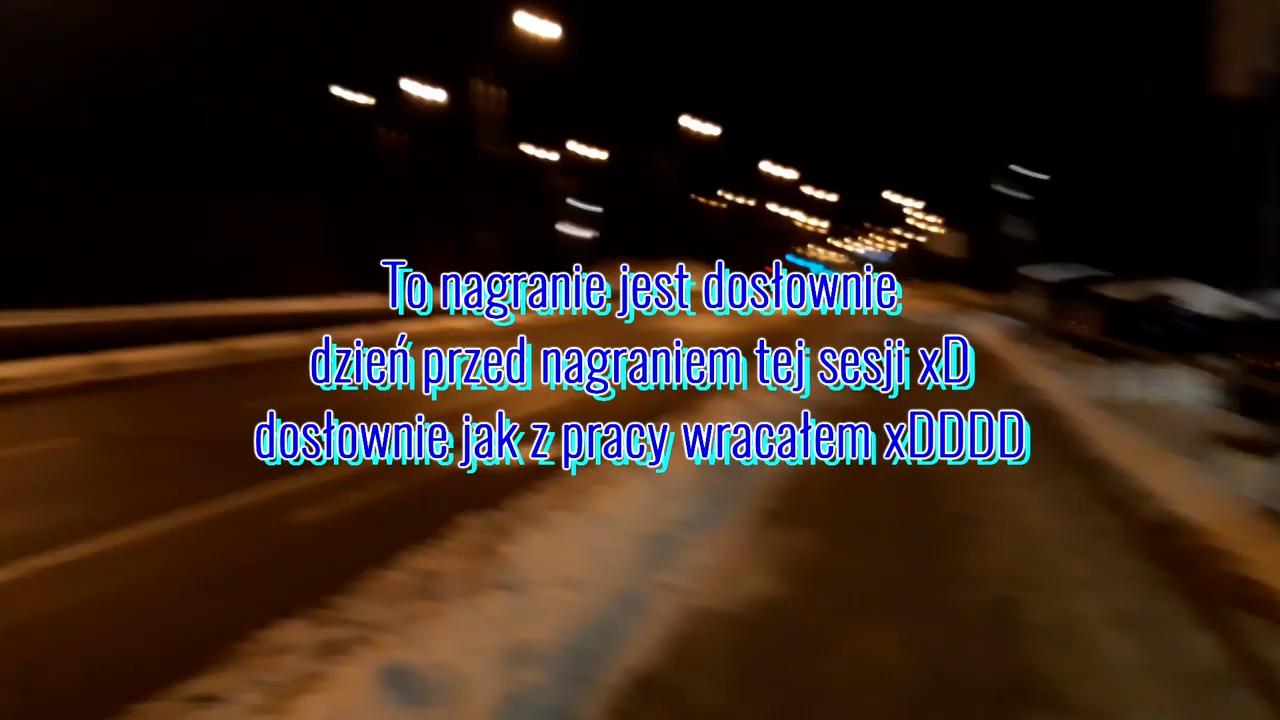 To nagranie jest dosłownie
dzień przed nagraniem tej sesji xD
dosłownie jak z pracy wracałem xDDDD